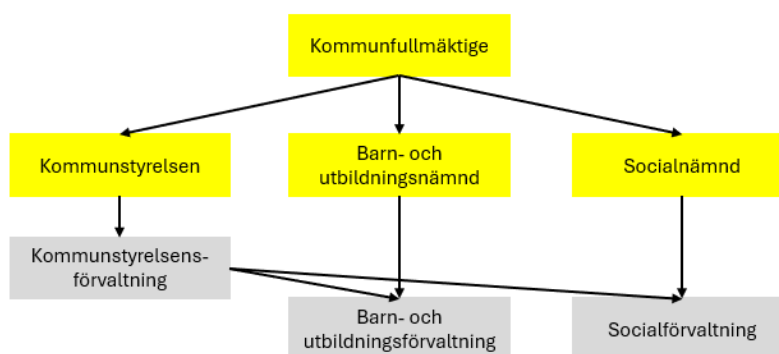 Kommunfullmäktige
Kommunstyrelsen
Barn- och
utbildningsnämnd
Socialnämnd
Kommunstyrelsens-
förvaltning
Barn- och
utbildningsförvaltning
Socialförvaltning